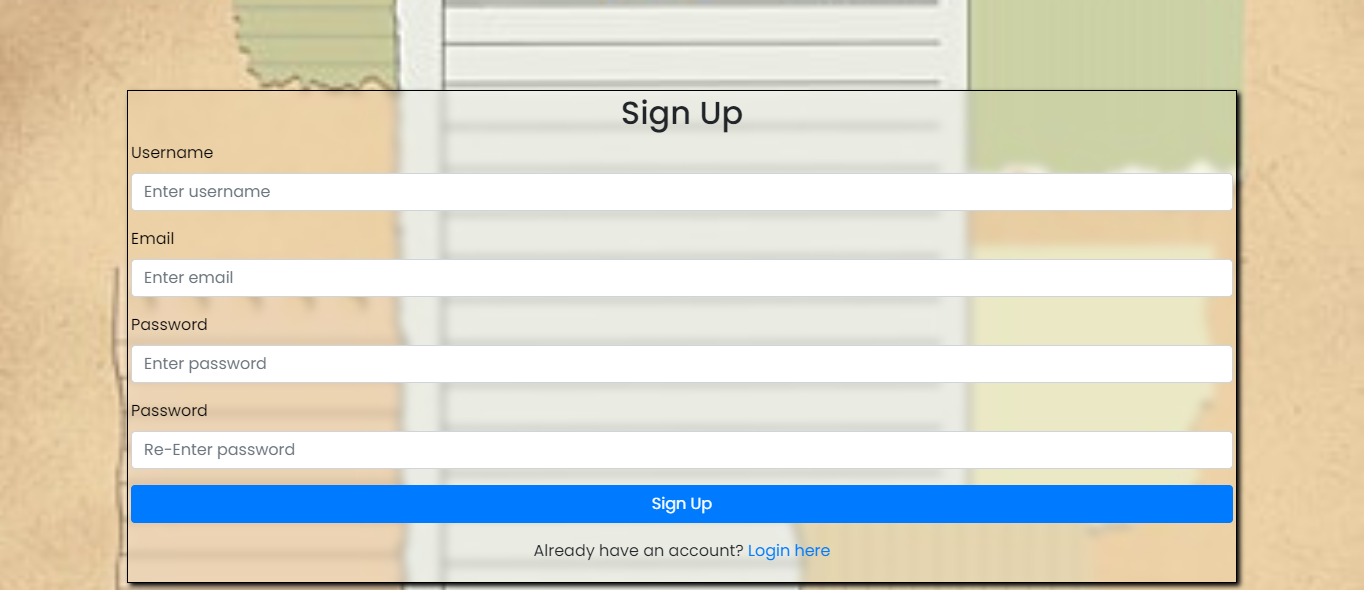 Sign Up
Username
Enter username
Email
Enter email
Password
Enter password
Password
Re-Enter password
Sign Up
Already have an account? Login here